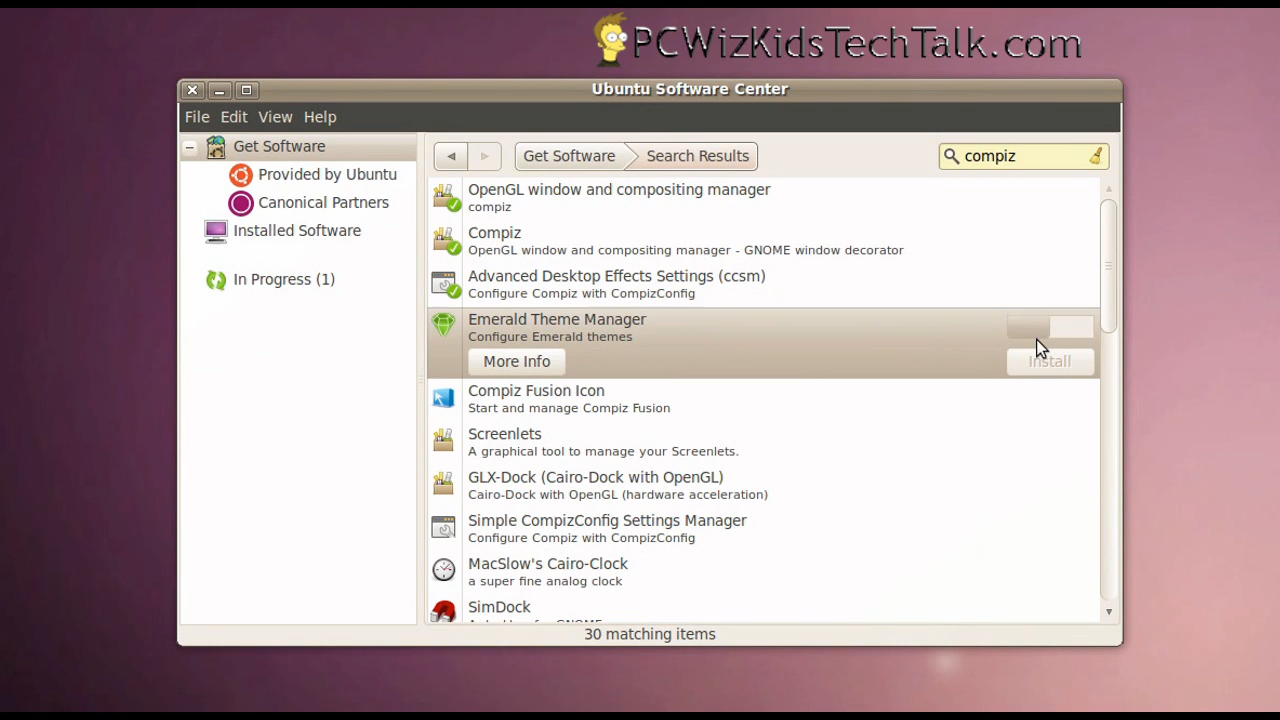 PCWizKidsTechTalk.com
Ubuntu Software Center
File Edit View Help
Get Software
Provided by Ubuntu
Canonical Partners
Installed Software
In Progress (1)
Get Software Search Results compiz
OpenGL window and compositing manager
compiz
Compiz
OpenGL window and compositing manager - GNOME window decorator
Advanced Desktop Effects Settings (ccsm)
Configure Compiz with CompizConfig
Emerald Theme Manager
Configure Emerald themes
More Info Install
Compiz Fusion Icon
Start and manage Compiz Fusion
Screenlets
A graphical tool to manage your Screenlets.
GLX-Dock (Cairo-Dock with OpenGL)
Cairo-Dock with OpenGL (hardware acceleration)
Simple CompizConfig Settings Manager
Configure Compiz with CompizConfig
MacSlow's Cairo-Clock
a super fine analog clock
SimDock
30 matching items